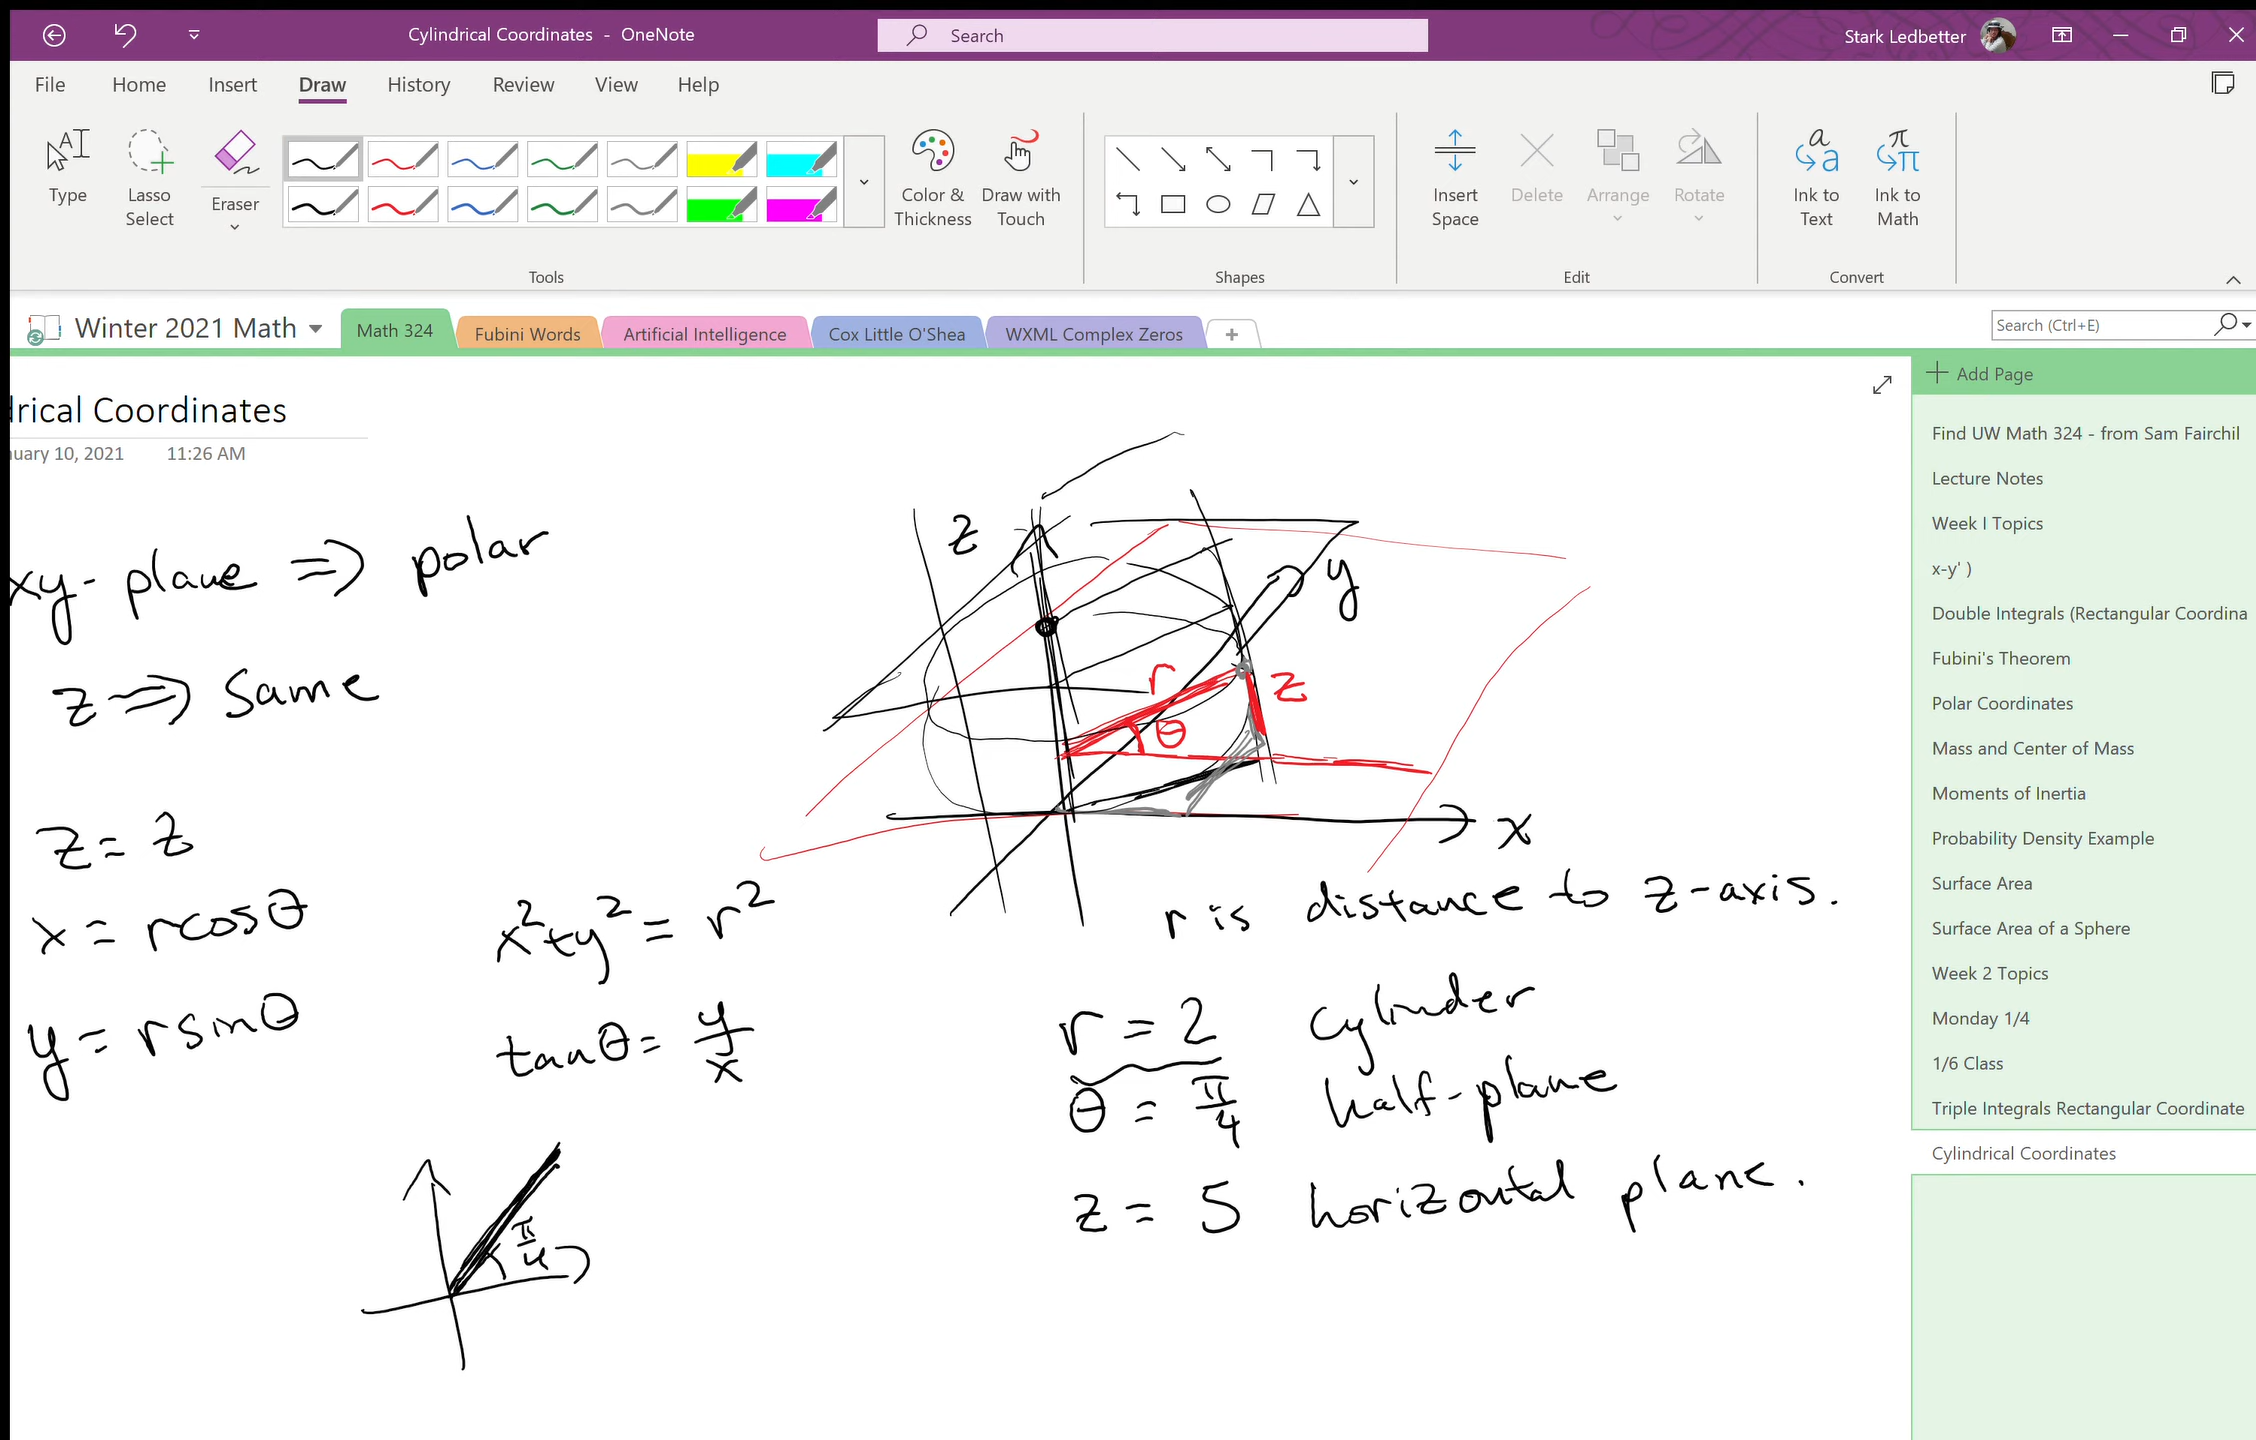 Cylindrical Coordinates - OneNote
Search
Stark Ledbetter
File Home Insert Draw History Review View Help
Type
Lasso Select
Eraser
Color & Thickness
Draw with Touch
Insert Space
Delete
Arrange
Rotate
Ink to Text
Ink to Math
Tools
Shapes
Edit
Convert
Winter 2021 Math
Math 324
Fubini Words
Artificial Intelligence
Cox Little O'Shea
WXML Complex Zeros
Search (Ctrl+E)
drical Coordinates
nuary 10, 2021 11:26 AM
xy-plane ⇒ polar
z ⇒ same
z = z
x = rcosθ
y = rsinθ
x²+y² = r²
tanθ = y/x
π/4
z
y
r
θ
z
x
r is distance to z-axis.
r = 2 cylinder
θ = π/4 half-plane
z = 5 horizontal plane.
Add Page
Find UW Math 324 - from Sam Fairchil
Lecture Notes
Week I Topics
x-y' )
Double Integrals (Rectangular Coordina
Fubini's Theorem
Polar Coordinates
Mass and Center of Mass
Moments of Inertia
Probability Density Example
Surface Area
Surface Area of a Sphere
Week 2 Topics
Monday 1/4
1/6 Class
Triple Integrals Rectangular Coordinate
Cylindrical Coordinates